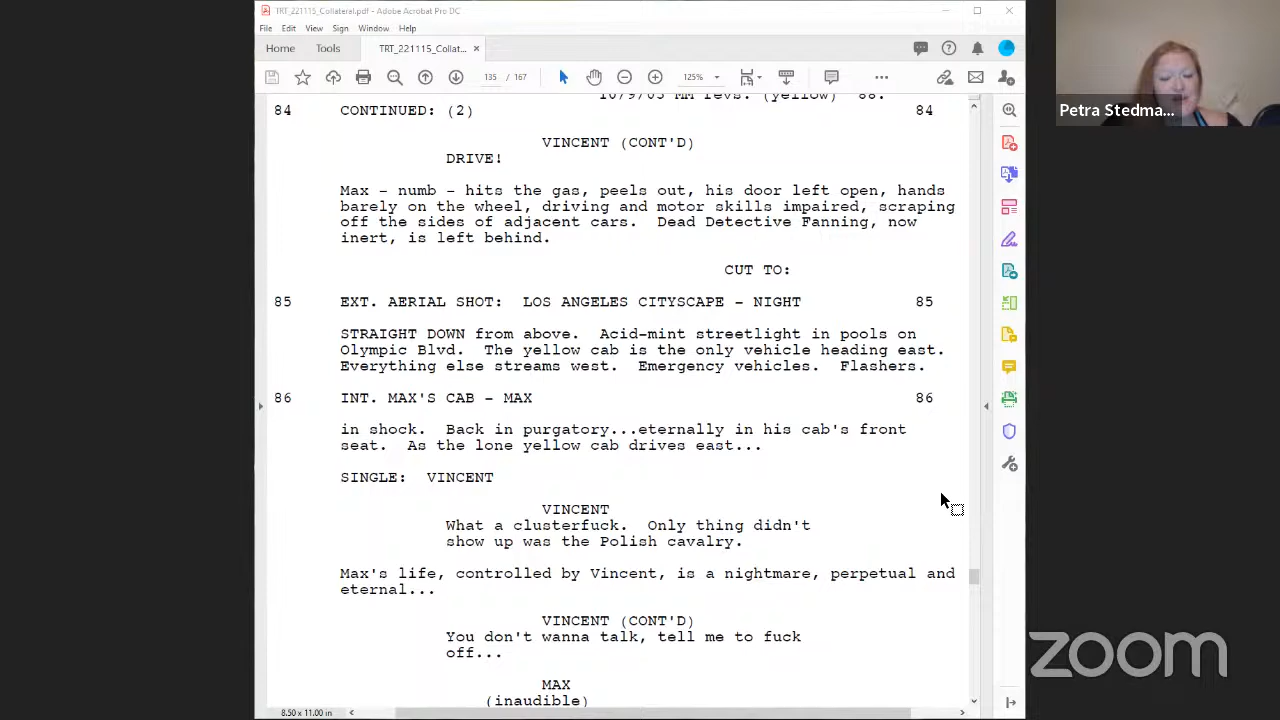 TRT_221115_Collateral.pdf - Adobe Acrobat Pro DC
File Edit View Sign Window Help
Home Tools TRT_221115_Collat... ×
135 / 167 125%
10/9/03 MM revs. (yellow) 88.
84 CONTINUED: (2) 84
VINCENT (CONT'D)
DRIVE!
Max - numb - hits the gas, peels out, his door left open, hands
barely on the wheel, driving and motor skills impaired, scraping
off the sides of adjacent cars. Dead Detective Fanning, now
inert, is left behind.
CUT TO:
85 EXT. AERIAL SHOT: LOS ANGELES CITYSCAPE - NIGHT 85
STRAIGHT DOWN from above. Acid-mint streetlight in pools on
Olympic Blvd. The yellow cab is the only vehicle heading east.
Everything else streams west. Emergency vehicles. Flashers.
86 INT. MAX'S CAB - MAX 86
in shock. Back in purgatory...eternally in his cab's front
seat. As the lone yellow cab drives east...
SINGLE: VINCENT
VINCENT
What a clusterfuck. Only thing didn't
show up was the Polish cavalry.
Max's life, controlled by Vincent, is a nightmare, perpetual and
eternal...
VINCENT (CONT'D)
You don't wanna talk, tell me to fuck
off...
MAX
(inaudible)
8.50 x 11.00 in
Petra Stedma...
zoom